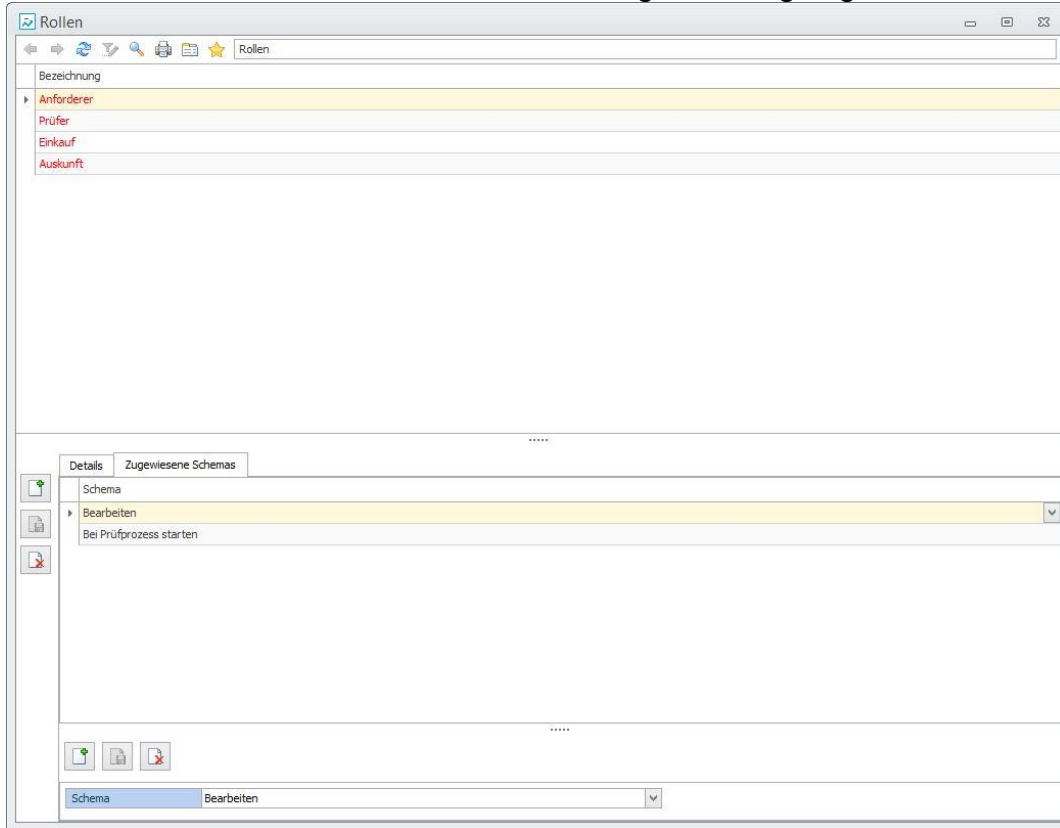 Rollen
Rollen
Bezeichnung
Anforderer
Prüfer
Einkauf
Auskunft
Details Zugewiesene Schemas
Schema
Bearbeiten
Bei Prüfprozess starten
Schema Bearbeiten